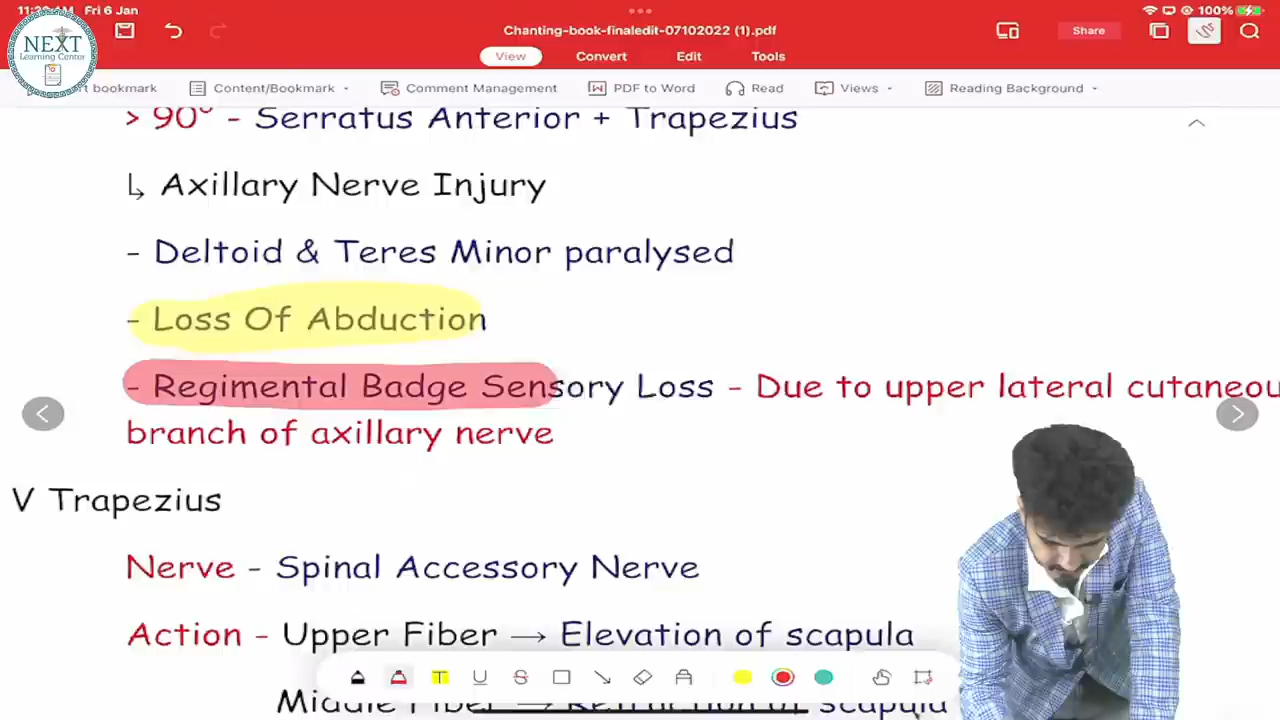 Fri 6 Jan
100%
NEXT
Learning Center
Chanting-book-finaledit-07102022 (1).pdf
Share
View Convert Edit Tools
bookmark Content/Bookmark Comment Management PDF to Word Read Views Reading Background
> 90° - Serratus Anterior + Trapezius
↳ Axillary Nerve Injury
- Deltoid & Teres Minor paralysed
- Loss Of Abduction
- Regimental Badge Sensory Loss - Due to upper lateral cutaneou
branch of axillary nerve
V Trapezius
Nerve - Spinal Accessory Nerve
Action - Upper Fiber → Elevation of scapula
T U S
Middle Fiber → Retraction of scapula